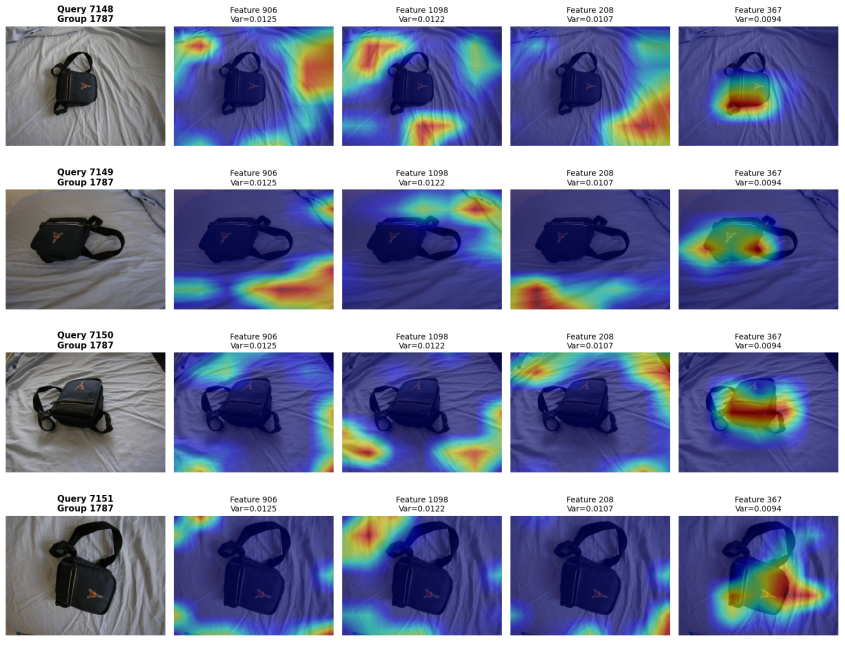 Query 7148
Group 1787
Feature 906
Var=0.0125
Feature 1098
Var=0.0122
Feature 208
Var=0.0107
Feature 367
Var=0.0094
Query 7149
Group 1787
Feature 906
Var=0.0125
Feature 1098
Var=0.0122
Feature 208
Var=0.0107
Feature 367
Var=0.0094
Query 7150
Group 1787
Feature 906
Var=0.0125
Feature 1098
Var=0.0122
Feature 208
Var=0.0107
Feature 367
Var=0.0094
Query 7151
Group 1787
Feature 906
Var=0.0125
Feature 1098
Var=0.0122
Feature 208
Var=0.0107
Feature 367
Var=0.0094